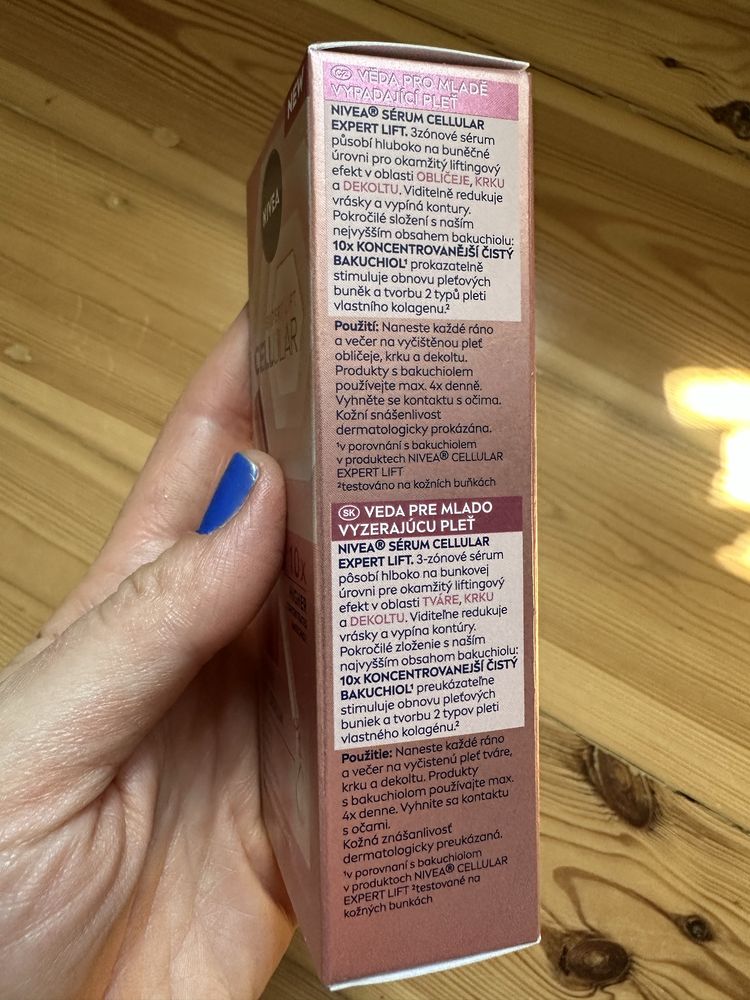 NEW
NIVEA
CELLULAR
10x
HIGHER
CZ VĚDA PRO MLADĚ
VYPADAJÍCÍ PLEŤ
NIVEA® SÉRUM CELLULAR
EXPERT LIFT. 3zónové sérum
působí hluboko na buněčné
úrovni pro okamžitý liftingový
efekt v oblasti OBLIČEJE, KRKU
a DEKOLTU. Viditelně redukuje
vrásky a vypíná kontury.
Pokročilé složení s naším
nejvyšším obsahem bakuchiolu:
10x KONCENTROVANĚJŠÍ ČISTÝ
BAKUCHIOL¹ prokazatelně
stimuluje obnovu pleťových
buněk a tvorbu 2 typů pleti
vlastního kolagenu.²
Použití: Naneste každé ráno
a večer na vyčištěnou pleť
obličeje, krku a dekoltu.
Produkty s bakuchiolem
používejte max. 4x denně.
Vyhněte se kontaktu s očima.
Kožní snášenlivost
dermatologicky prokázána.
¹v porovnání s bakuchiolem
v produktech NIVEA® CELLULAR
EXPERT LIFT
²testováno na kožních buňkách
SK VEDA PRE MLADO
VYZERAJÚCU PLEŤ
NIVEA® SÉRUM CELLULAR
EXPERT LIFT. 3-zónové sérum
pôsobí hlboko na bunkovej
úrovni pre okamžitý liftingový
efekt v oblasti TVÁRE, KRKU
a DEKOLTU. Viditeľne redukuje
vrásky a vypína kontúry.
Pokročilé zloženie s naším
najvyšším obsahom bakuchiolu:
10x KONCENTROVANEJŠÍ ČISTÝ
BAKUCHIOL¹ preukázateľne
stimuluje obnovu pleťových
buniek a tvorbu 2 typov pleti
vlastného kolagénu.²
Použitie: Naneste každé ráno
a večer na vyčistenú pleť tváre,
krku a dekoltu. Produkty
s bakuchiolom používajte max.
4x denne. Vyhnite sa kontaktu
s očami.
Kožná znášanlivosť
dermatologicky preukázaná.
¹v porovnaní s bakuchiolom
v produktoch NIVEA® CELLULAR
EXPERT LIFT ²testované na
kožných bunkách